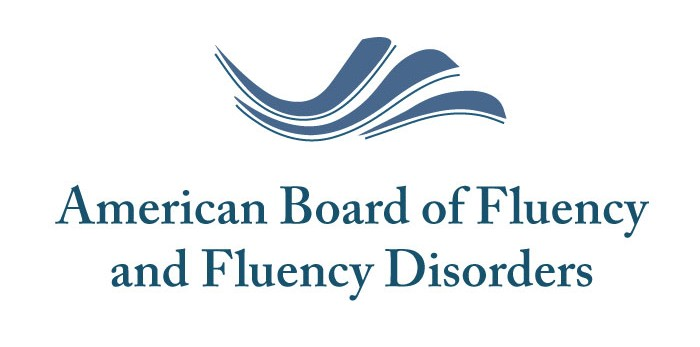 American Board of Fluency
and Fluency Disorders